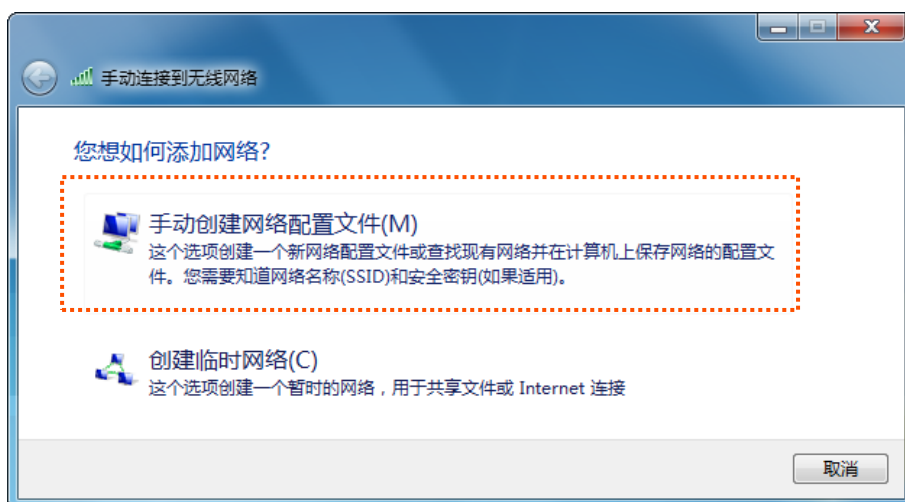 手动连接到无线网络
您想如何添加网络?
手动创建网络配置文件(M)
这个选项创建一个新网络配置文件或查找现有网络并在计算机上保存网络的配置文
件。您需要知道网络名称(SSID)和安全密钥(如果适用)。
创建临时网络(C)
这个选项创建一个暂时的网络，用于共享文件或 Internet 连接
取消